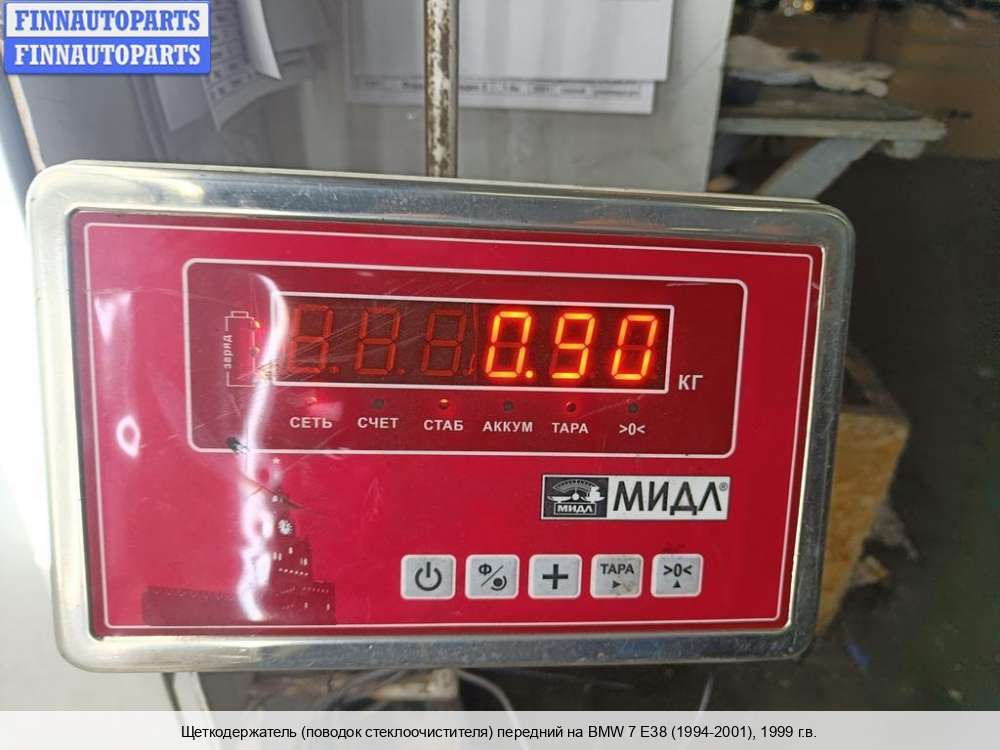 FINNAUTOPARTS
FINNAUTOPARTS
заряд
0.90
КГ
СЕТЬ СЧЕТ СТАБ АККУМ ТАРА >0<
МИДЛ МИДЛ®
Ф/ + ТАРА >0<
Щеткодержатель (поводок стеклоочистителя) передний на BMW 7 E38 (1994-2001), 1999 г.в.